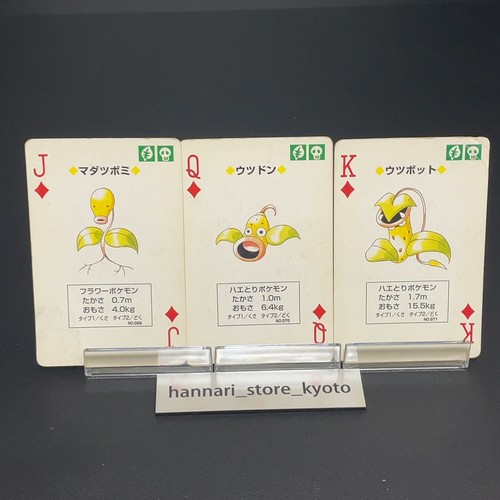 J
◆マダツボミ◆
フラワーポケモン
たかさ 0.7m
おもさ 4.0kg
タイプ1/くさ タイプ2/どく
NO.069
J
Q
◆ウツドン◆
ハエとりポケモン
たかさ 1.0m
おもさ 6.4kg
タイプ1/くさ タイプ2/どく
NO.070
Q
K
◆ウツボット◆
ハエとりポケモン
たかさ 1.7m
おもさ 15.5kg
タイプ1/くさ タイプ2/どく
NO.071
K
hannari_store_kyoto